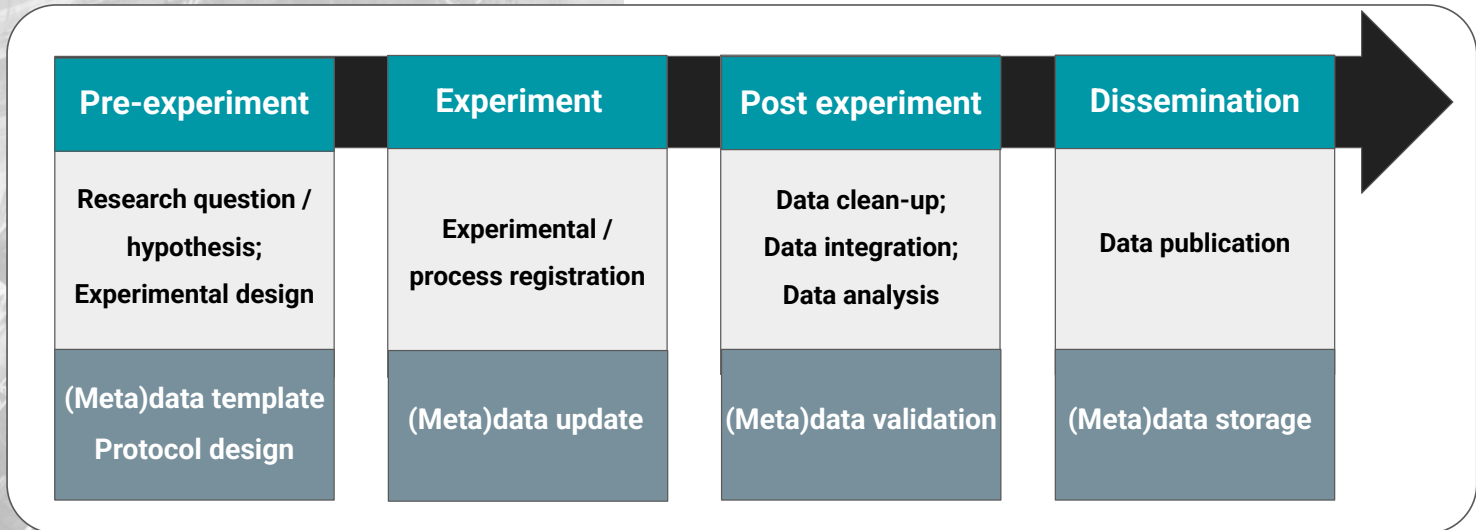 Pre-experiment
Research question /
hypothesis;
Experimental design
(Meta)data template
Protocol design
Experiment
Experimental /
process registration
(Meta)data update
Post experiment
Data clean-up;
Data integration;
Data analysis
(Meta)data validation
Dissemination
Data publication
(Meta)data storage